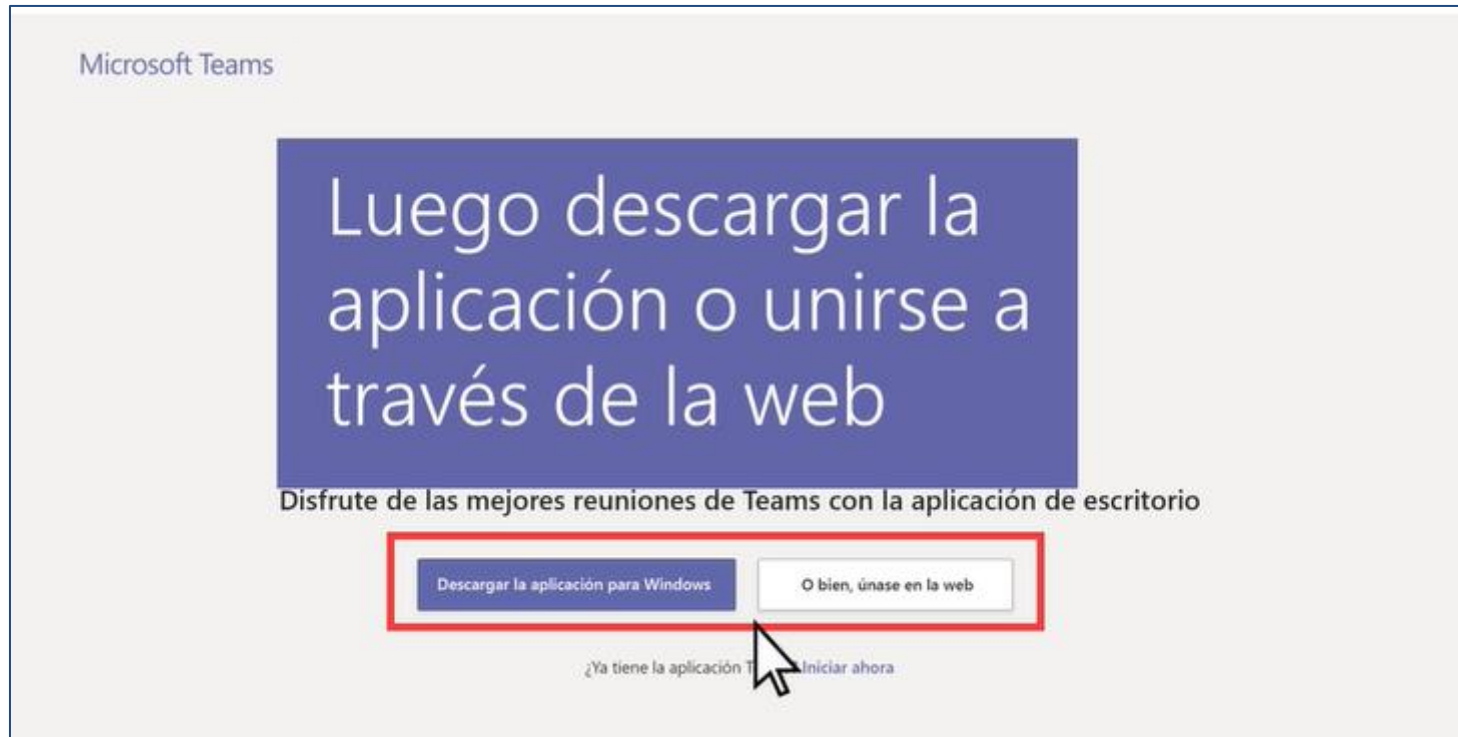 Microsoft Teams
Luego descargar la
aplicación o unirse a
través de la web
Disfrute de las mejores reuniones de Teams con la aplicación de escritorio
Descargar la aplicación para Windows
O bien, únase en la web
¿Ya tiene la aplicación Iniciar ahora